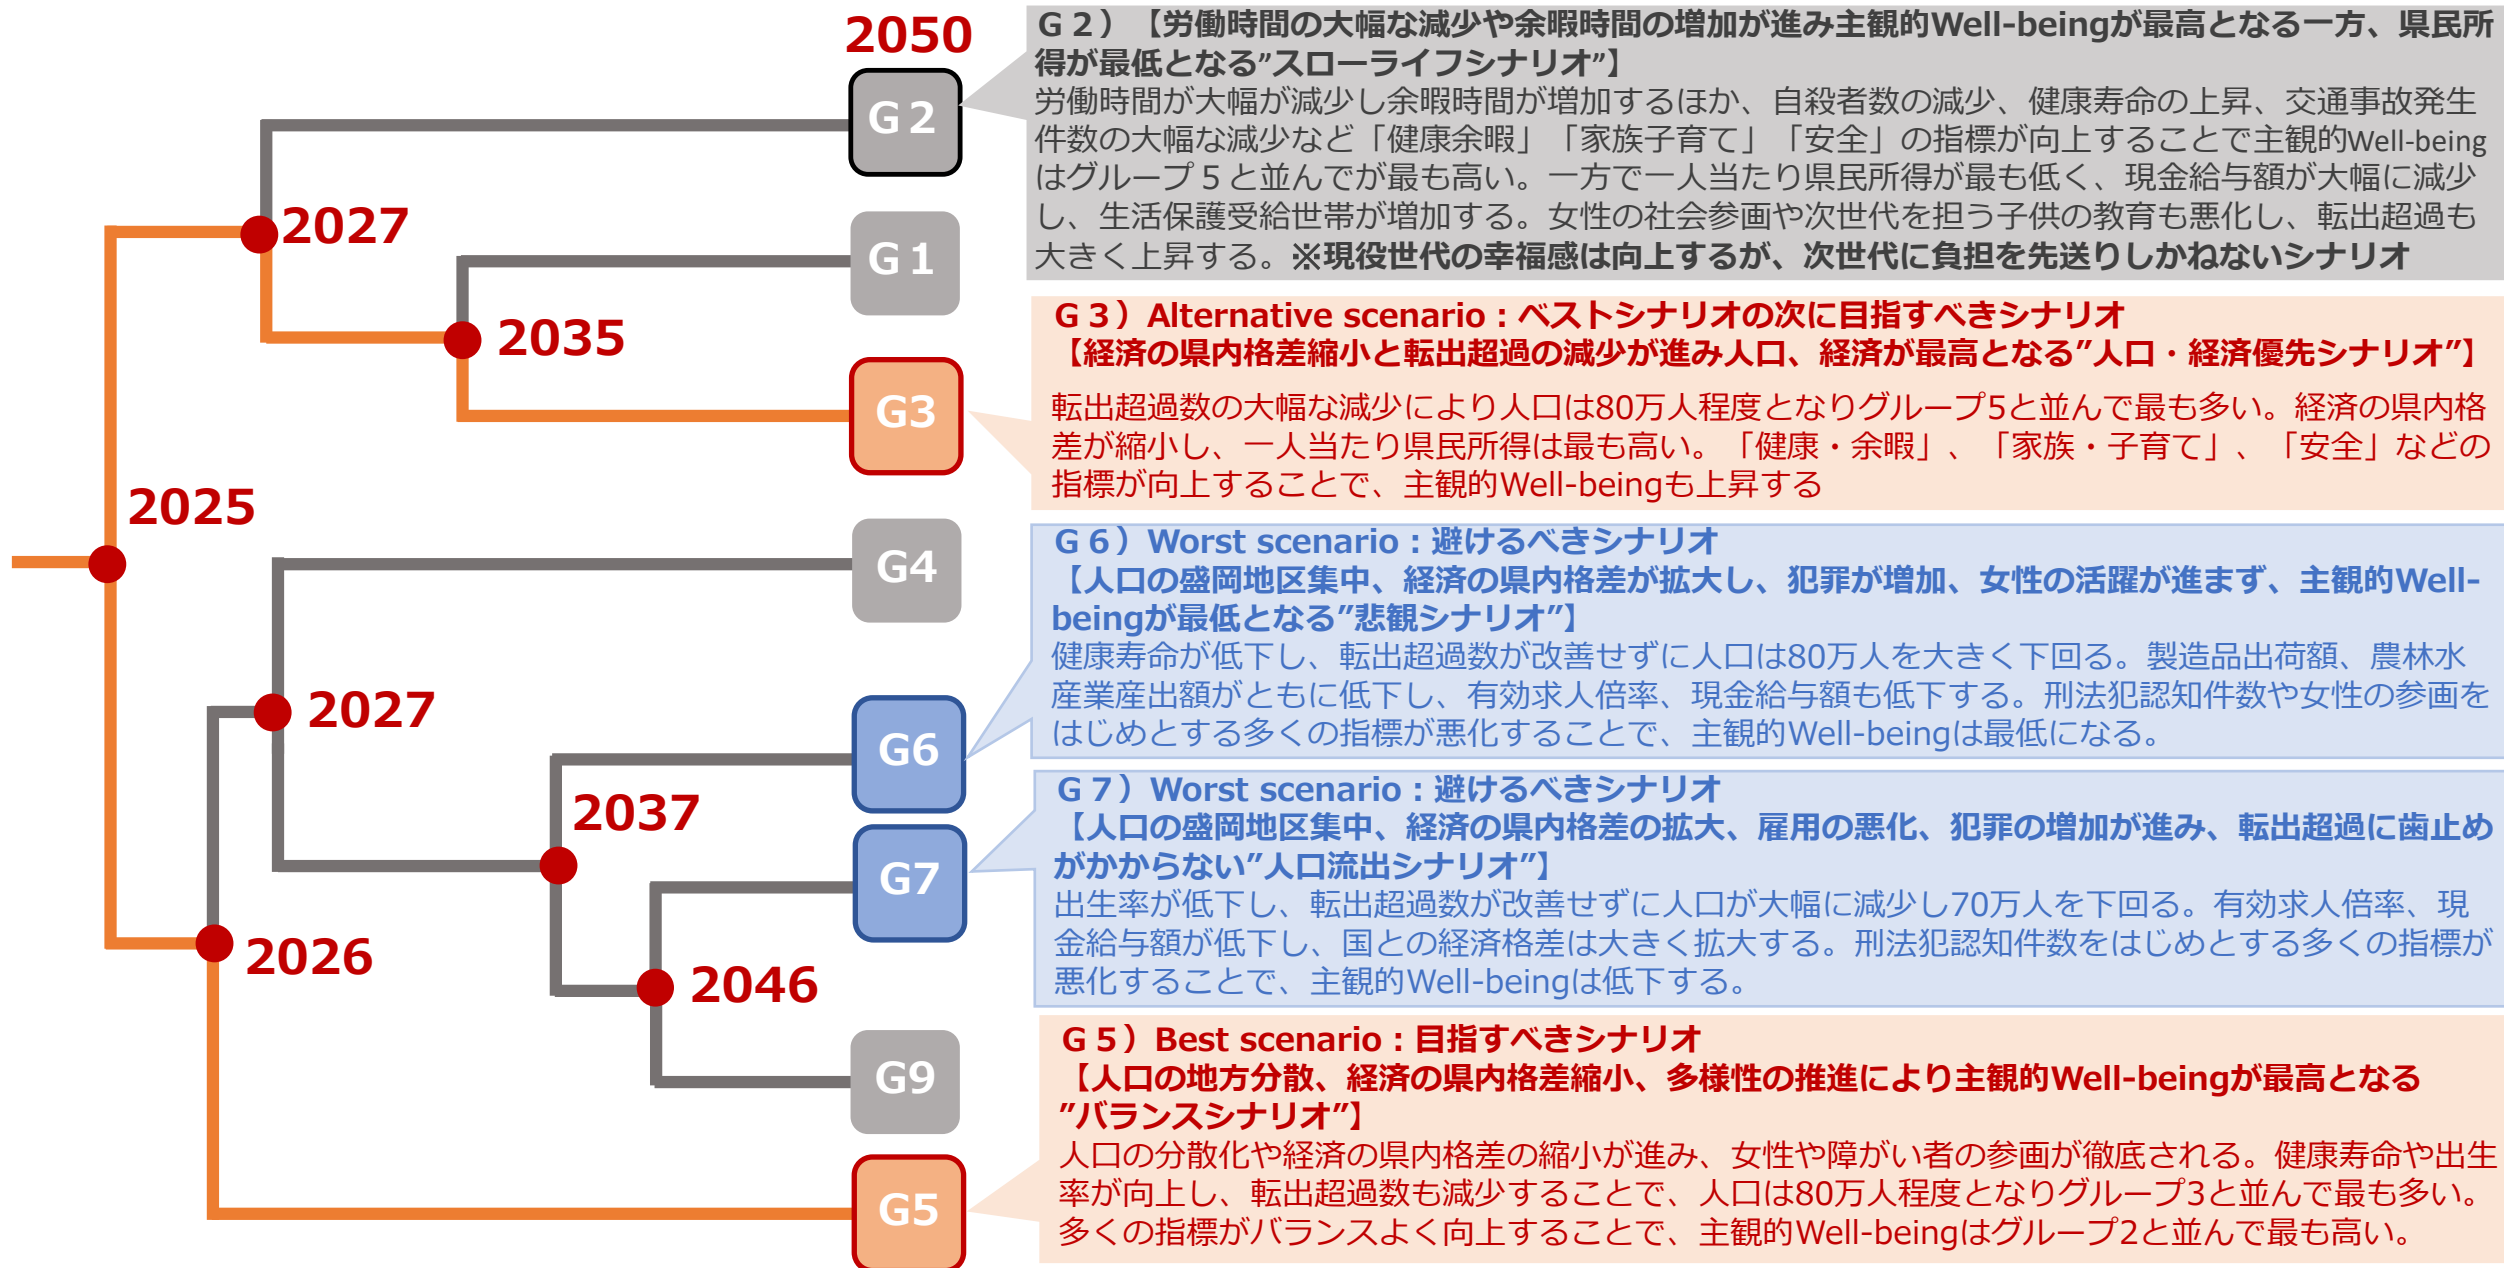 2050
G2
2027
G1
2035
G3
2025
G4
2027
G6
2037
G7
2046
2026
G9
G5
G２）【労働時間の大幅な減少や余暇時間の増加が進み主観的Well-beingが最高となる一方、県民所
得が最低となる”スローライフシナリオ”】
労働時間が大幅が減少し余暇時間が増加するほか、自殺者数の減少、健康寿命の上昇、交通事故発生
件数の大幅な減少など「健康余暇」「家族子育て」「安全」の指標が向上することで主観的Well-being
はグループ５と並んでが最も高い。一方で一人当たり県民所得が最も低く、現金給与額が大幅に減少
し、生活保護受給世帯が増加する。女性の社会参画や次世代を担う子供の教育も悪化し、転出超過も
大きく上昇する。※現役世代の幸福感は向上するが、次世代に負担を先送りしかねないシナリオ
G３）Alternative scenario：ベストシナリオの次に目指すべきシナリオ
【経済の県内格差縮小と転出超過の減少が進み人口、経済が最高となる”人口・経済優先シナリオ”】
転出超過数の大幅な減少により人口は80万人程度となりグループ5と並んで最も多い。経済の県内格
差が縮小し、一人当たり県民所得は最も高い。「健康・余暇」、「家族・子育て」、「安全」などの
指標が向上することで、主観的Well-beingも上昇する
G６）Worst scenario：避けるべきシナリオ
【人口の盛岡地区集中、経済の県内格差が拡大し、犯罪が増加、女性の活躍が進まず、主観的Well-
beingが最低となる”悲観シナリオ”】
健康寿命が低下し、転出超過数が改善せずに人口は80万人を大きく下回る。製造品出荷額、農林水
産業産出額がともに低下し、有効求人倍率、現金給与額も低下する。刑法犯認知件数や女性の参画を
はじめとする多くの指標が悪化することで、主観的Well-beingは最低になる。
G７）Worst scenario：避けるべきシナリオ
【人口の盛岡地区集中、経済の県内格差の拡大、雇用の悪化、犯罪の増加が進み、転出超過に歯止め
がかからない”人口流出シナリオ”】
出生率が低下し、転出超過数が改善せずに人口が大幅に減少し70万人を下回る。有効求人倍率、現
金給与額が低下し、国との経済格差は大きく拡大する。刑法犯認知件数をはじめとする多くの指標が
悪化することで、主観的Well-beingは低下する。
G５）Best scenario：目指すべきシナリオ
【人口の地方分散、経済の県内格差縮小、多様性の推進により主観的Well-beingが最高となる
”バランスシナリオ”】
人口の分散化や経済の県内格差の縮小が進み、女性や障がい者の参画が徹底される。健康寿命や出生
率が向上し、転出超過数も減少することで、人口は80万人程度となりグループ3と並んで最も多い。
多くの指標がバランスよく向上することで、主観的Well-beingはグループ2と並んで最も高い。